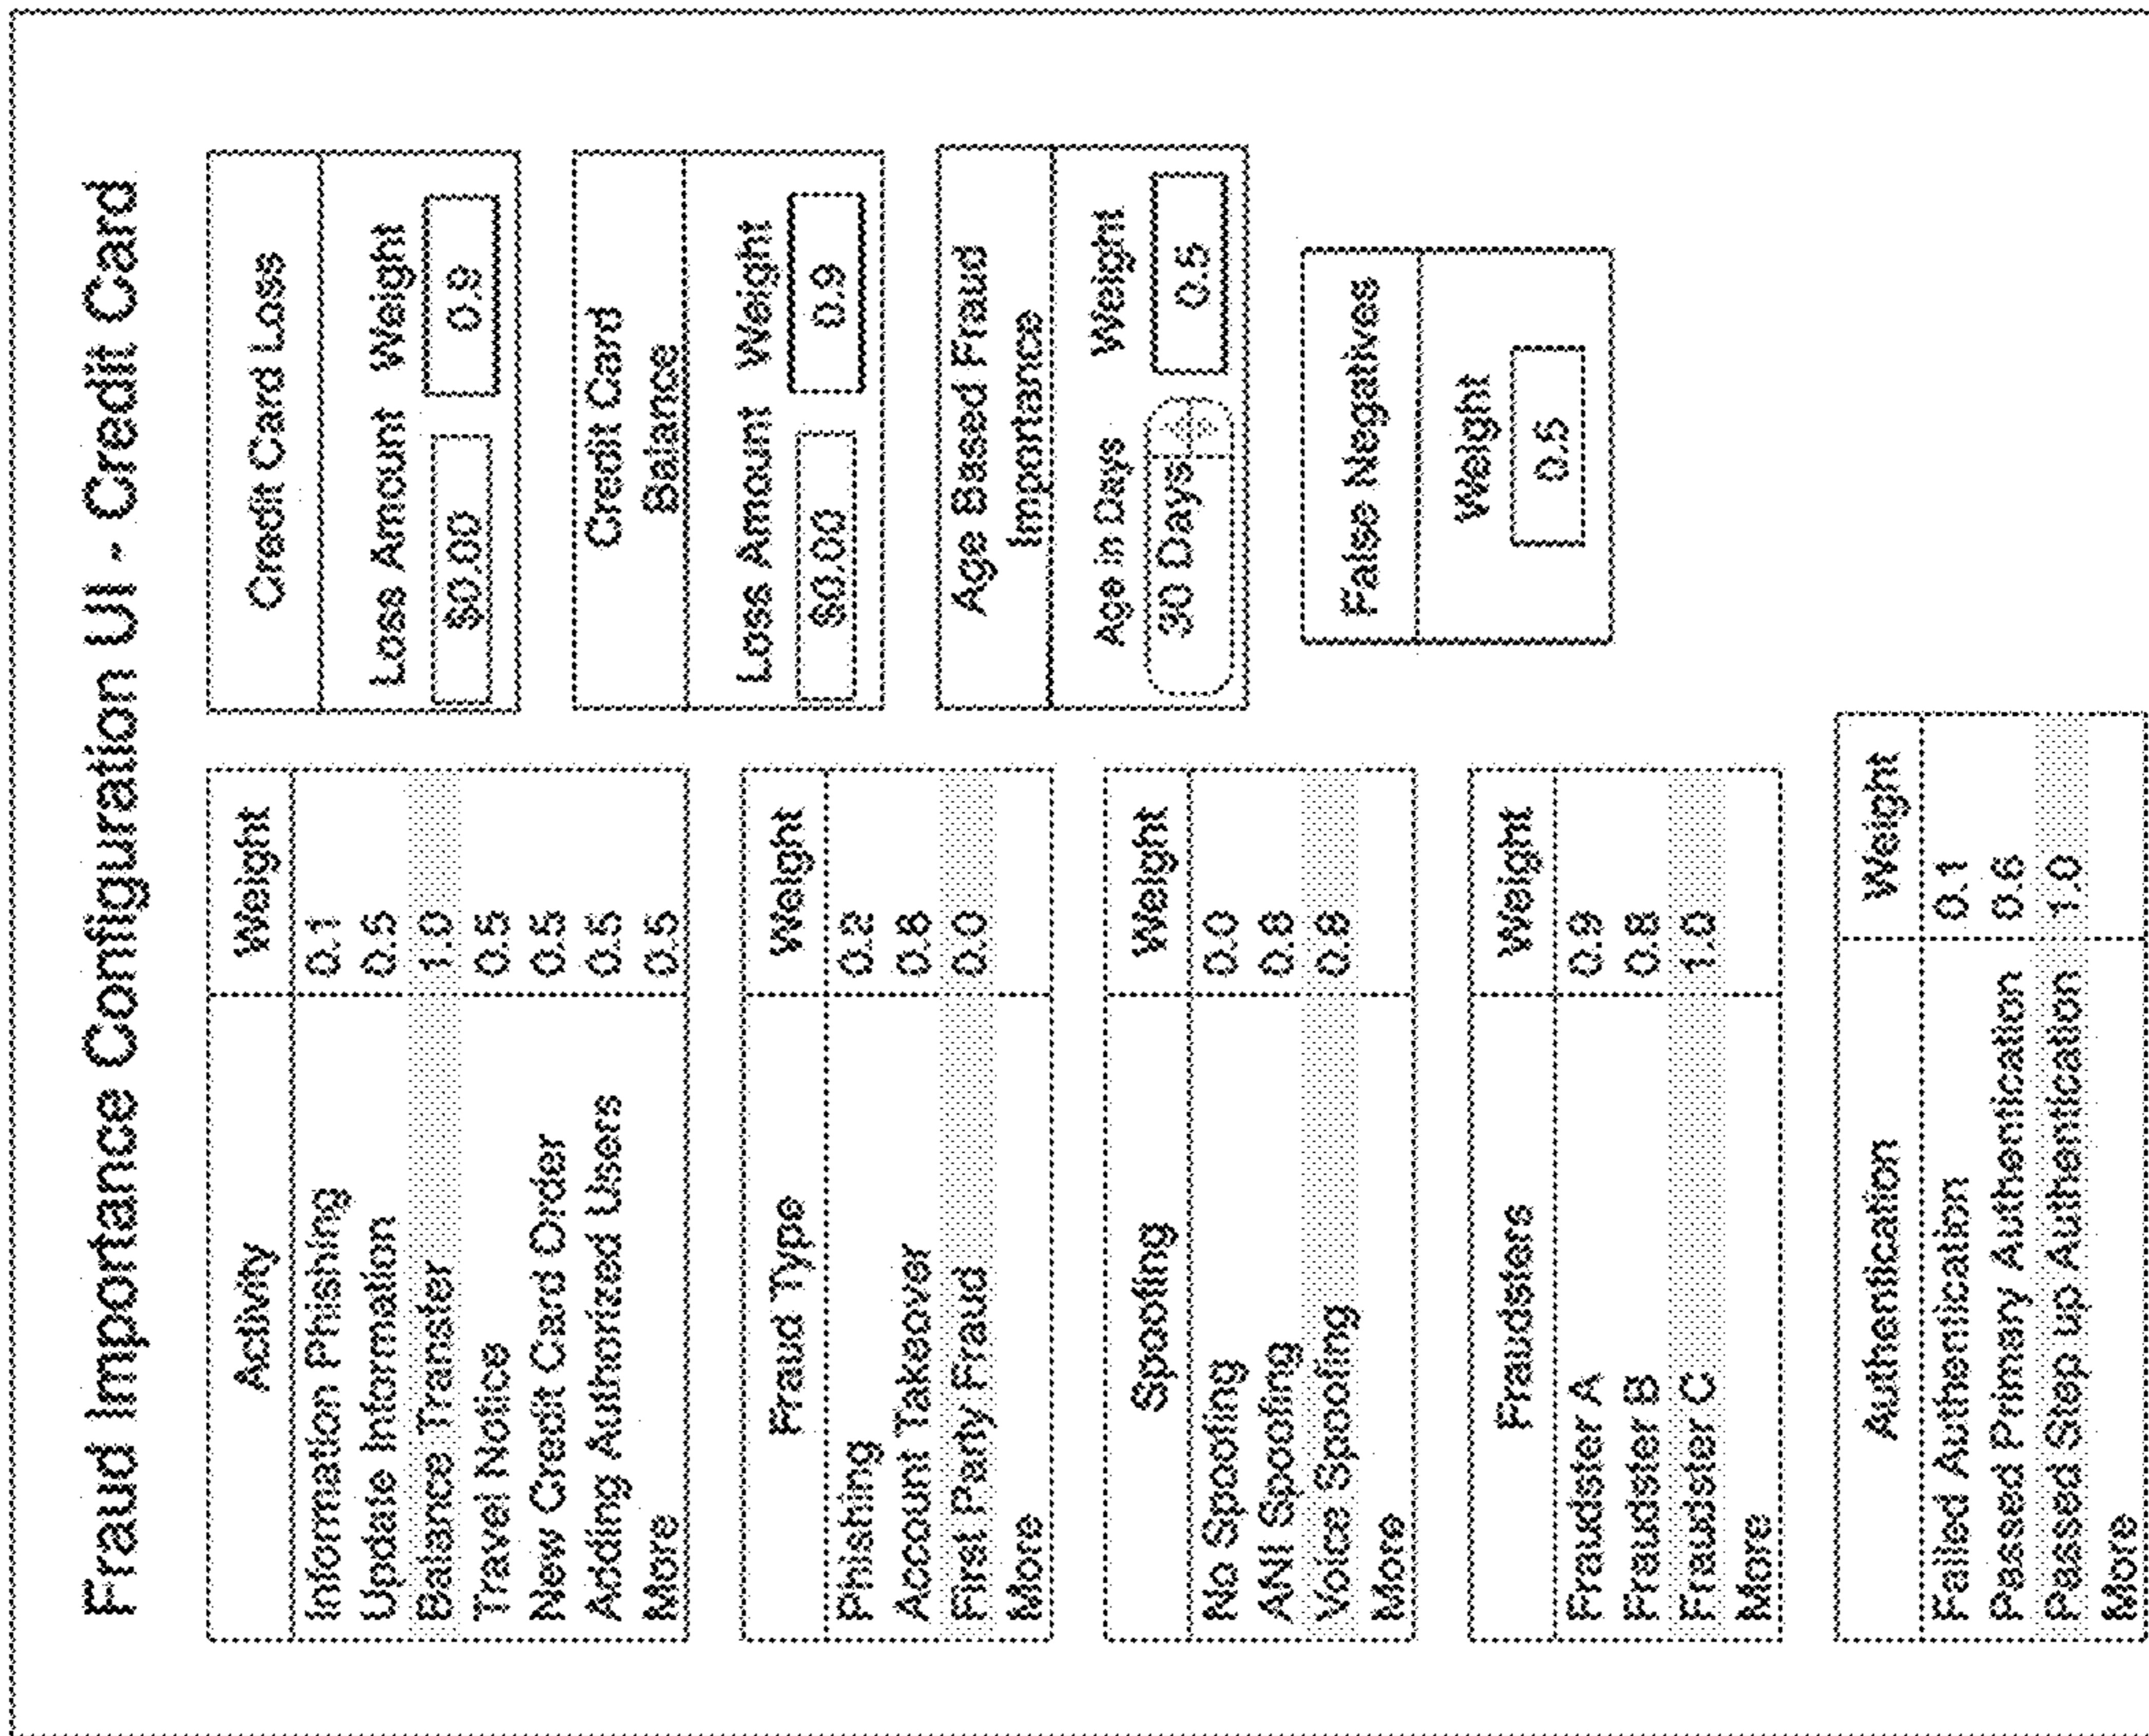 Fraud Importance Configuration UI - Credit Card
Activity Weight
Information Phishing 0.1
Update Information 0.5
Balance Transfer 1.0
Travel Notice 0.5
New Credit Card Order 0.5
Adding Authorized Users 0.5
More 0.5
Fraud Type Weight
Phishing 0.2
Account Takeover 0.8
First Party Fraud 0.0
More
Spoofing Weight
No Spoofing 0.0
ANI Spoofing 0.8
Voice Spoofing 0.8
More
Fraudsters Weight
Fraudster A 0.9
Fraudster B 0.8
Fraudster C 1.0
More
Authentication Weight
Failed Authentication 0.1
Passed Primary Authentication 0.6
Passed Step up Authentication 1.0
More
Credit Card Loss
Loss Amount Weight
$0.00 0.9
Credit Card
Balance
Loss Amount Weight
$0.00 0.9
Age Based Fraud
Importance
Age in Days Weight
30 Days 0.5
False Negatives
Weight
0.5